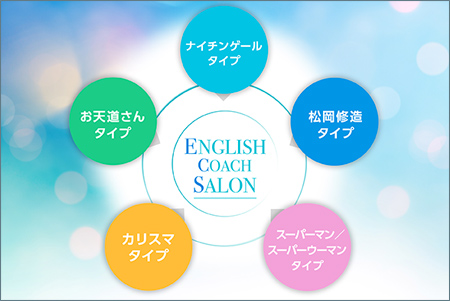 ナイチンゲール
タイプ
お天道さん
タイプ
松岡修造
タイプ
ENGLISH
COACH
SALON
カリスマ
タイプ
スーパーマン／
スーパーウーマン
タイプ